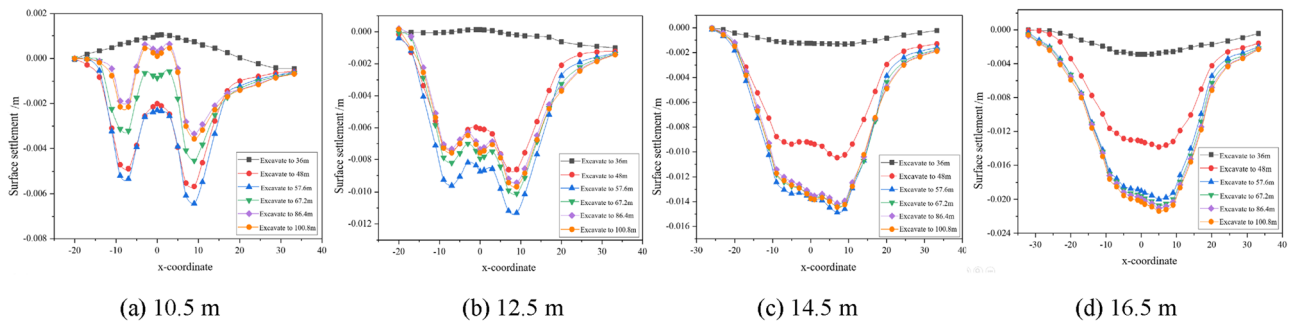 0.002
0.000
-0.002
-0.004
-0.006
-0.008
Surface settlement /m
-20 -10 0 10 20 30 40
x-coordinate
Excavate to 36m
Excavate to 48m
Excavate to 57.6m
Excavate to 67.2m
Excavate to 86.4m
Excavate to 100.8m
(a) 10.5 m
0.000
-0.002
-0.004
-0.006
-0.008
-0.010
-0.012
Surface settlement /m
-20 -10 0 10 20 30 40
x-coordinate
Excavate to 36m
Excavate to 48m
Excavate to 57.6m
Excavate to 67.2m
Excavate to 86.4m
Excavate to 100.8m
(b) 12.5 m
0.000
-0.002
-0.004
-0.006
-0.008
-0.010
-0.012
-0.014
-0.016
Surface settlement /m
-30 -20 -10 0 10 20 30 40
x-coordinate
Excavate to 36m
Excavate to 48m
Excavate to 57.6m
Excavate to 67.2m
Excavate to 86.4m
Excavate to 100.8m
(c) 14.5 m
0.000
-0.004
-0.008
-0.012
-0.016
-0.020
-0.024
Surface settlement /m
-30 -20 -10 0 10 20 30 40
x-coordinate
Excavate to 36m
Excavate to 48m
Excavate to 57.6m
Excavate to 67.2m
Excavate to 86.4m
Excavate to 100.8m
(d) 16.5 m